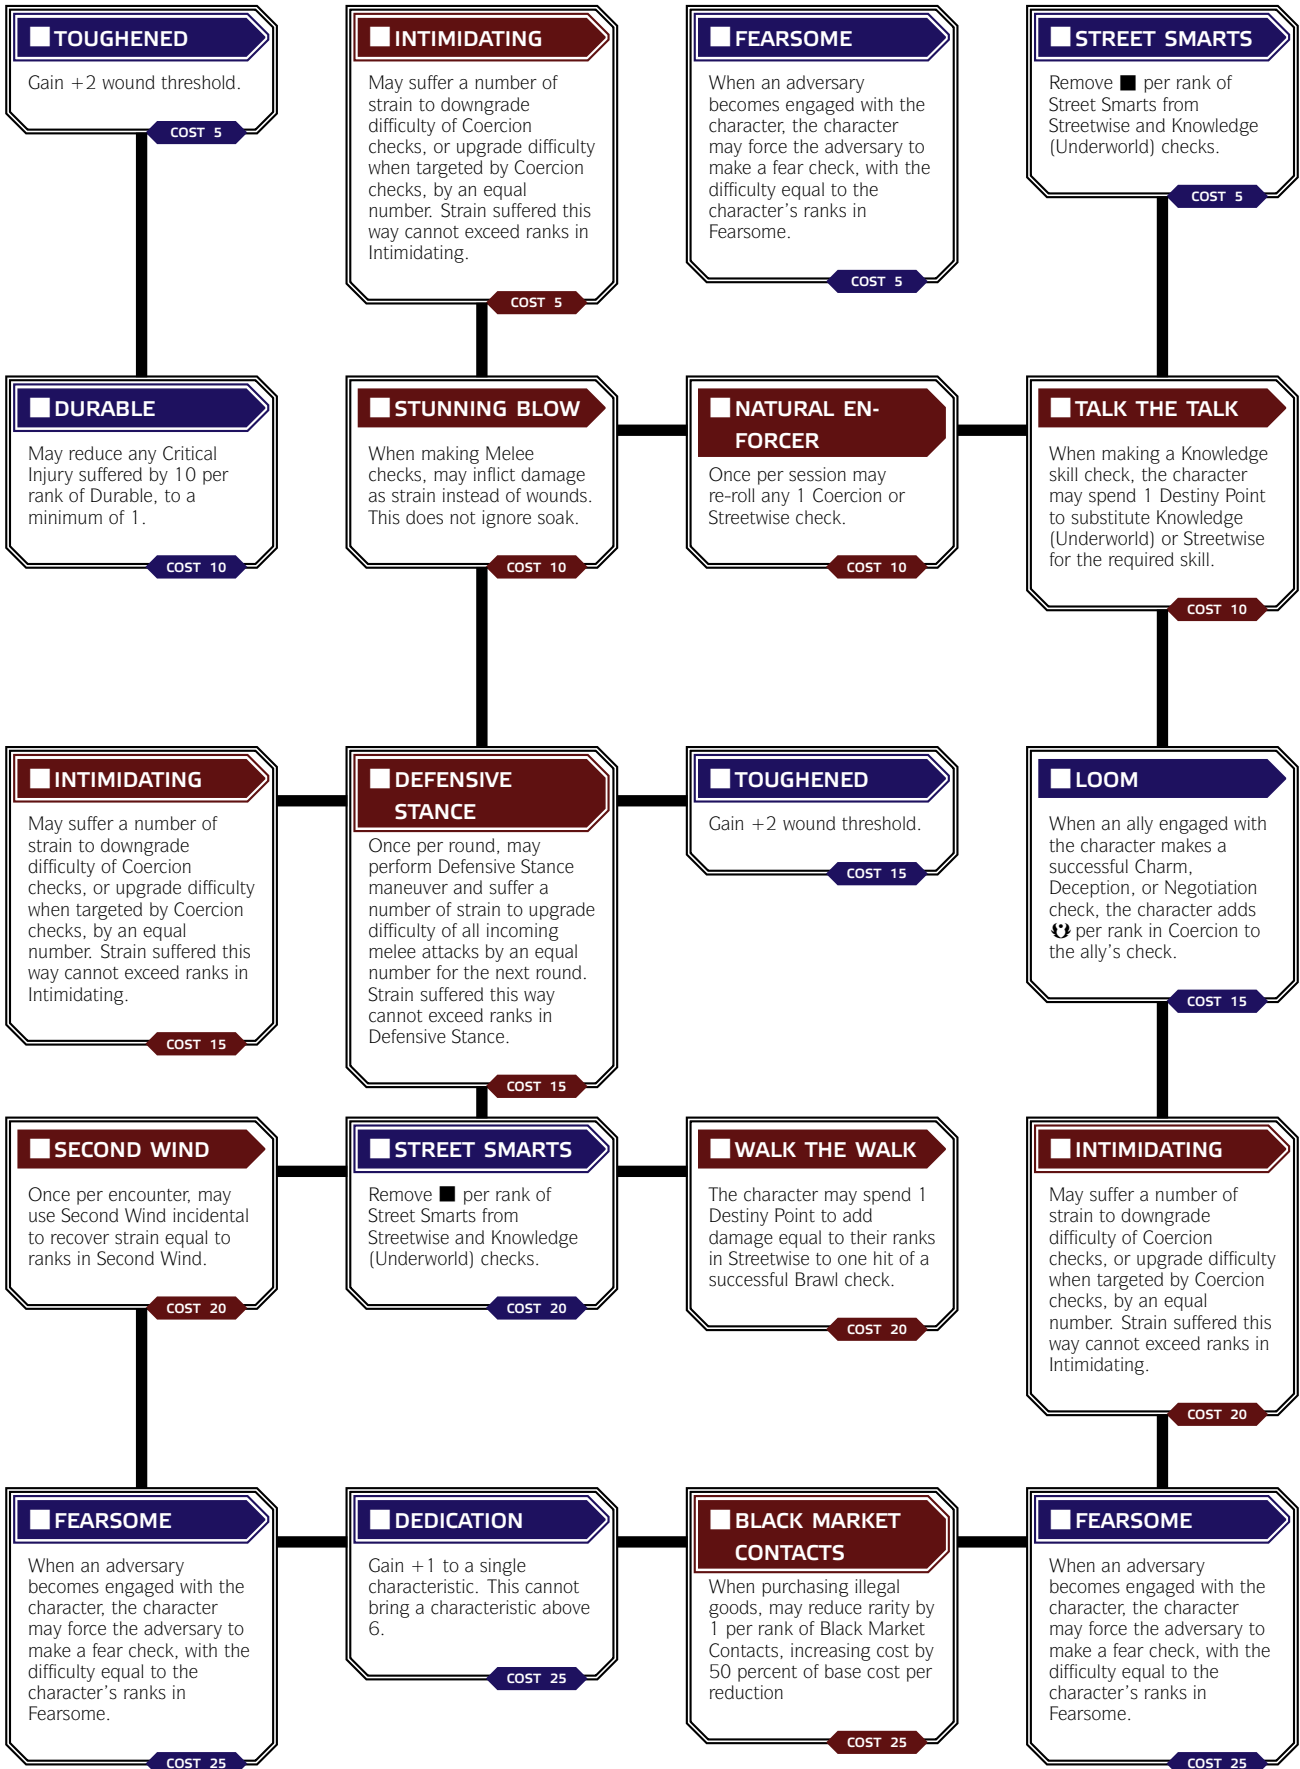 TOUGHENED
Gain +2 wound threshold.
COST 5
INTIMIDATING
May suffer a number of
strain to downgrade
difficulty of Coercion
checks, or upgrade difficulty
when targeted by Coercion
checks, by an equal
number. Strain suffered this
way cannot exceed ranks in
Intimidating.
COST 5
FEARSOME
When an adversary
becomes engaged with the
character, the character
may force the adversary to
make a fear check, with the
difficulty equal to the
character's ranks in
Fearsome.
COST 5
STREET SMARTS
Remove ■ per rank of
Street Smarts from
Streetwise and Knowledge
(Underworld) checks.
COST 5
DURABLE
May reduce any Critical
Injury suffered by 10 per
rank of Durable, to a
minimum of 1.
COST 10
STUNNING BLOW
When making Melee
checks, may inflict damage
as strain instead of wounds.
This does not ignore soak.
COST 10
NATURAL EN-
FORCER
Once per session may
re-roll any 1 Coercion or
Streetwise check.
COST 10
TALK THE TALK
When making a Knowledge
skill check, the character
may spend 1 Destiny Point
to substitute Knowledge
(Underworld) or Streetwise
for the required skill.
COST 10
INTIMIDATING
May suffer a number of
strain to downgrade
difficulty of Coercion
checks, or upgrade difficulty
when targeted by Coercion
checks, by an equal
number. Strain suffered this
way cannot exceed ranks in
Intimidating.
COST 15
DEFENSIVE
STANCE
Once per round, may
perform Defensive Stance
maneuver and suffer a
number of strain to upgrade
difficulty of all incoming
melee attacks by an equal
number for the next round.
Strain suffered this way
cannot exceed ranks in
Defensive Stance.
COST 15
TOUGHENED
Gain +2 wound threshold.
COST 15
LOOM
When an ally engaged with
the character makes a
successful Charm,
Deception, or Negotiation
check, the character adds
per rank in Coercion to
the ally's check.
COST 15
SECOND WIND
Once per encounter, may
use Second Wind incidental
to recover strain equal to
ranks in Second Wind.
COST 20
STREET SMARTS
Remove ■ per rank of
Street Smarts from
Streetwise and Knowledge
(Underworld) checks.
COST 20
WALK THE WALK
The character may spend 1
Destiny Point to add
damage equal to their ranks
in Streetwise to one hit of a
successful Brawl check.
COST 20
INTIMIDATING
May suffer a number of
strain to downgrade
difficulty of Coercion
checks, or upgrade difficulty
when targeted by Coercion
checks, by an equal
number. Strain suffered this
way cannot exceed ranks in
Intimidating.
COST 20
FEARSOME
When an adversary
becomes engaged with the
character, the character
may force the adversary to
make a fear check, with the
difficulty equal to the
character's ranks in
Fearsome.
COST 25
DEDICATION
Gain +1 to a single
characteristic. This cannot
bring a characteristic above
6.
COST 25
BLACK MARKET
CONTACTS
When purchasing illegal
goods, may reduce rarity by
1 per rank of Black Market
Contacts, increasing cost by
50 percent of base cost per
reduction
COST 25
FEARSOME
When an adversary
becomes engaged with the
character, the character
may force the adversary to
make a fear check, with the
difficulty equal to the
character's ranks in
Fearsome.
COST 25